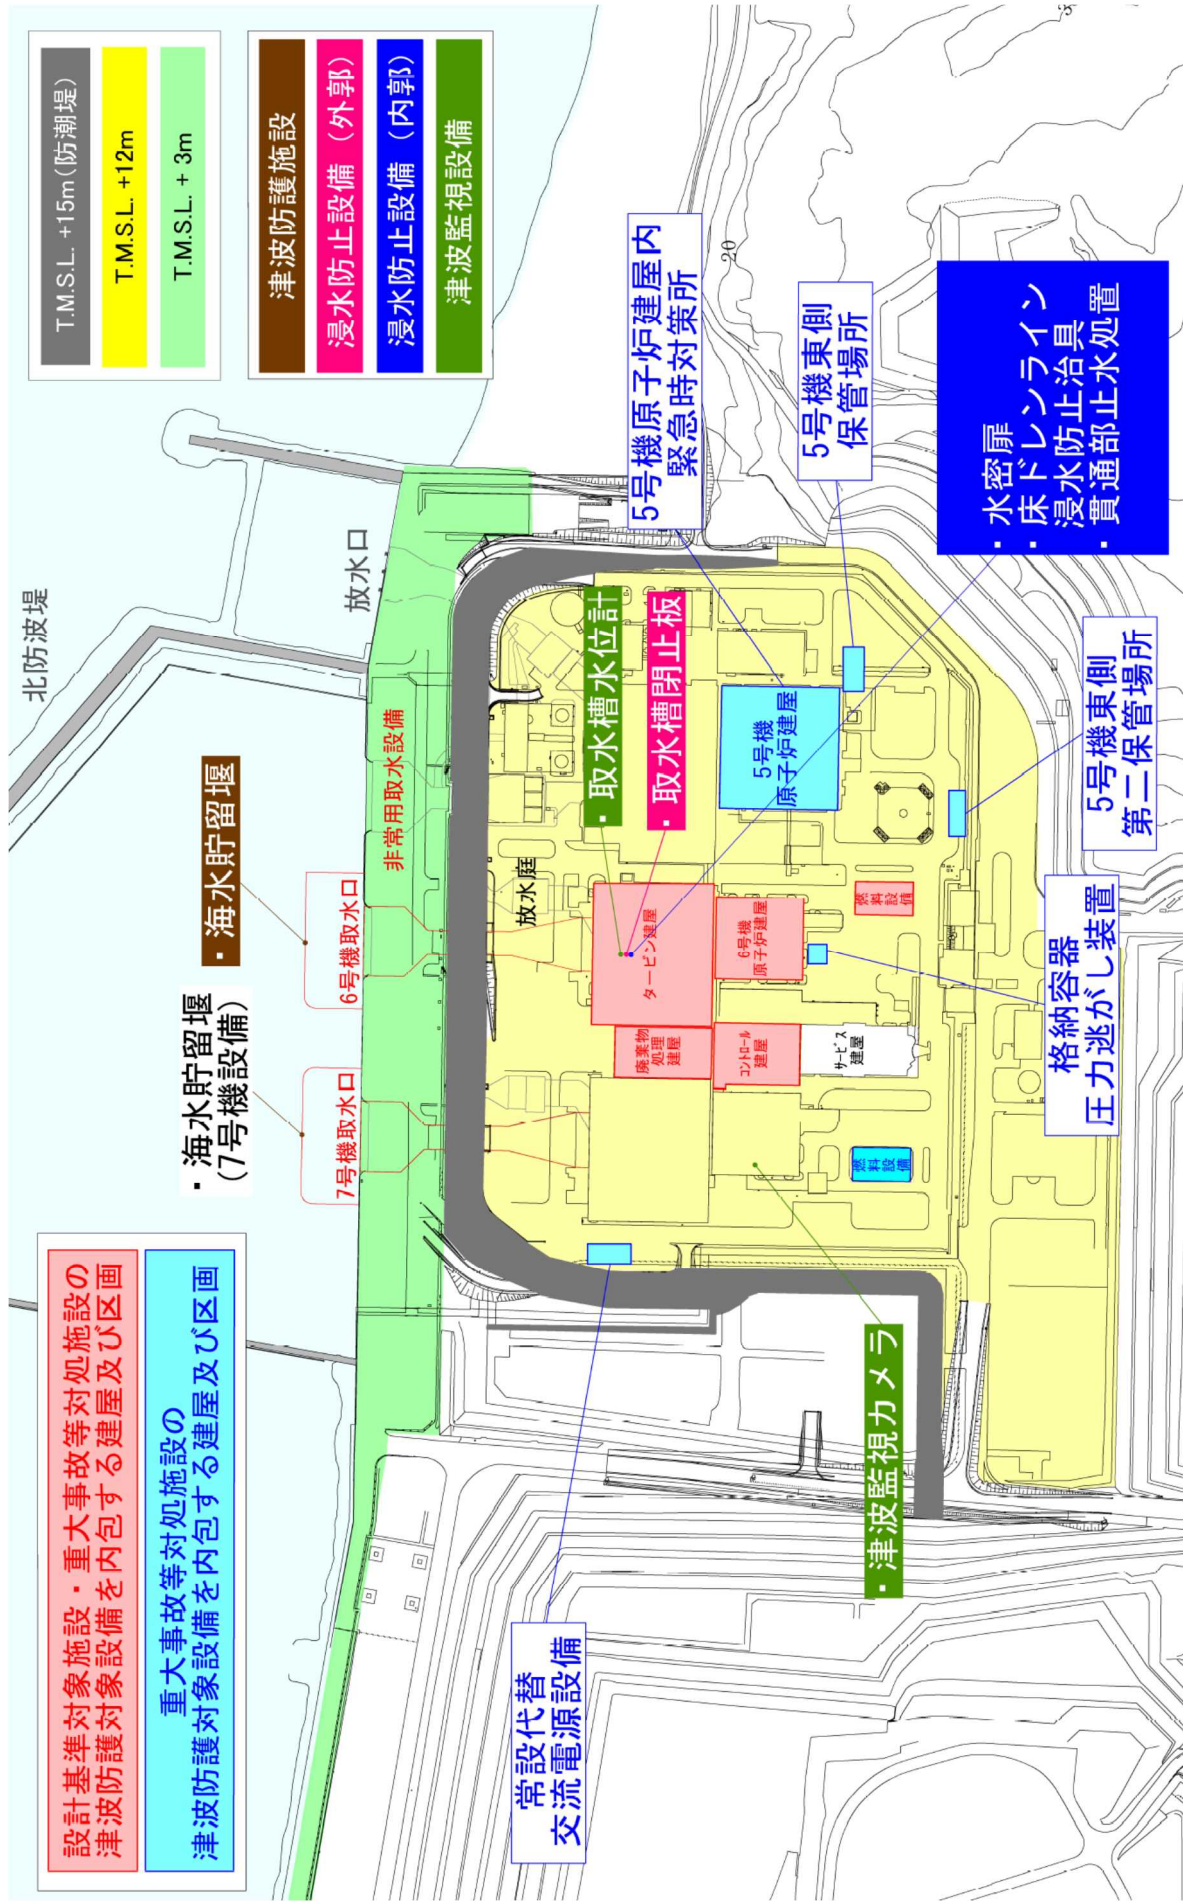 設計基準対象施設・重大事故等対処施設の
津波防護対象設備を内包する建屋及び区画
重大事故等対処施設の
津波防護対象設備を内包する建屋及び区画
T.M.S.L. +15m(防潮堤)
T.M.S.L. +12m
T.M.S.L. + 3m
津波防護施設
浸水防止設備（外郭）
浸水防止設備（内郭）
津波監視設備
北防波堤
・海水貯留堰
・海水貯留堰
(7号機設備)
放水口
7号機取水口
6号機取水口
非常用取水設備
放水庭
・取水槽水位計
・取水槽閉止板
5号機原子炉建屋内
緊急時対策所
20
タービン建屋
廃棄物
処理
建屋
コントロール
建屋
6号機
原子炉建屋
5号機
原子炉建屋
サービス
建屋
燃料設備
燃料設備
5号機東側
保管場所
・水密扉
・床ドレンライン
浸水防止治具
・貫通部止水処置
常設代替
交流電源設備
・津波監視カメラ
格納容器
圧力逃がし装置
5号機東側
第二保管場所